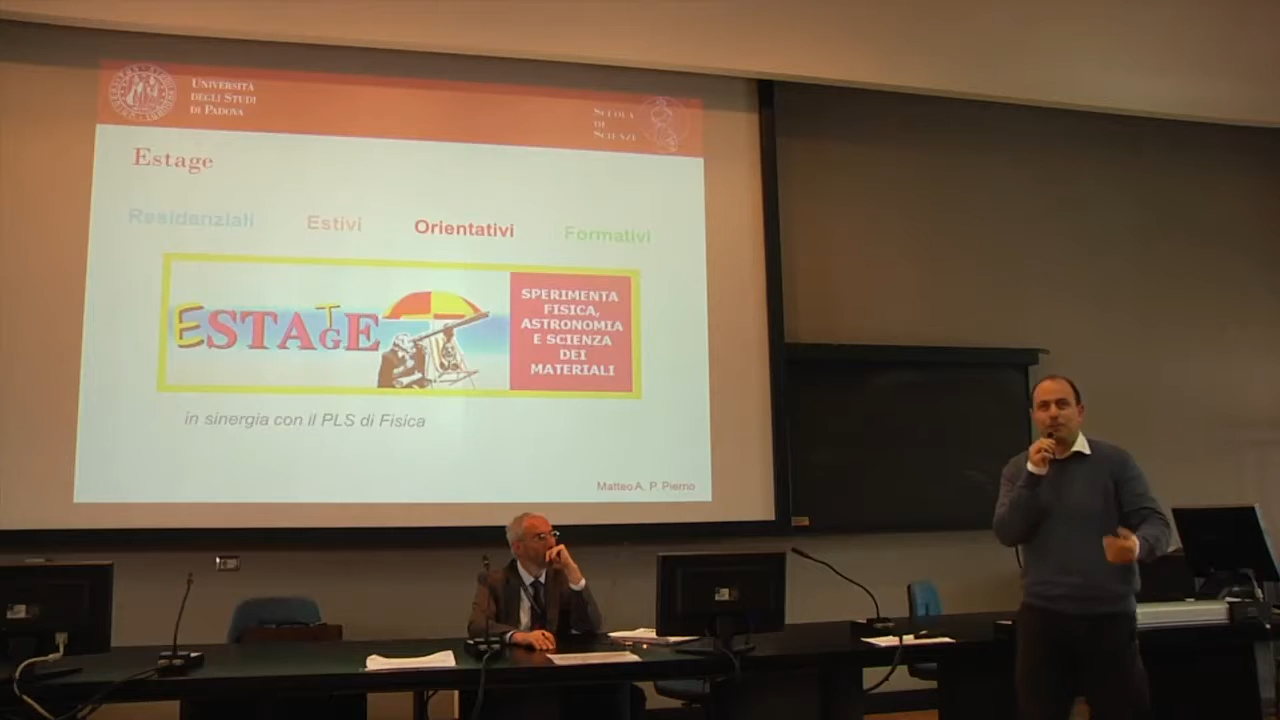 UNIVERSITÀ
DEGLI STUDI
DI PADOVA
SCUOLA
DI
SCIENZE
Estage
Residenziali Estivi Orientativi Formativi
ESTATGE
SPERIMENTA
FISICA,
ASTRONOMIA
E SCIENZA
DEI
MATERIALI
in sinergia con il PLS di Fisica
Matteo A. P. Pierno